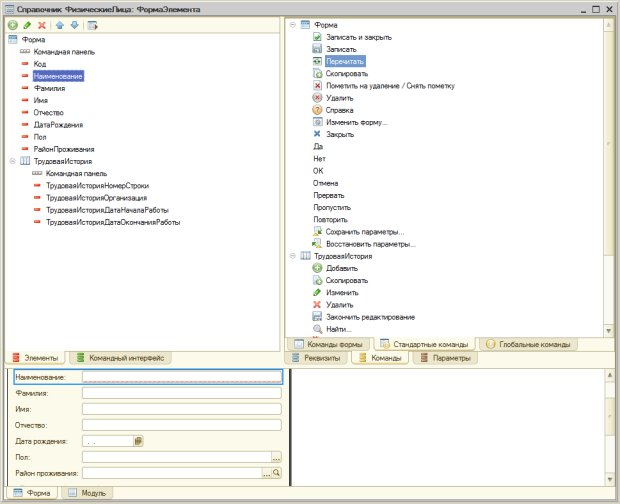 Справочник ФизическиеЛица: ФормаЭлемента
Форма
Командная панель
Код
Наименование
Фамилия
Имя
Отчество
ДатаРождения
Пол
РайонПроживания
ТрудоваяИстория
Командная панель
ТрудоваяИсторияНомерСтроки
ТрудоваяИсторияОрганизация
ТрудоваяИсторияДатаНачалаРаботы
ТрудоваяИсторияДатаОкончанияРаботы
Элементы
Командный интерфейс
Форма
Записать и закрыть
Записать
Перечитать
Скопировать
Пометить на удаление / Снять пометку
Удалить
Справка
Изменить форму...
Закрыть
Да
Нет
ОК
Отмена
Прервать
Пропустить
Повторить
Сохранить параметры...
Восстановить параметры...
ТрудоваяИстория
Добавить
Скопировать
Изменить
Удалить
Закончить редактирование
Найти...
Команды формы
Стандартные команды
Глобальные команды
Реквизиты
Команды
Параметры
Наименование:
Фамилия:
Имя:
Отчество:
Дата рождения: . .
Пол: ...
Район проживания: ...
Форма
Модуль